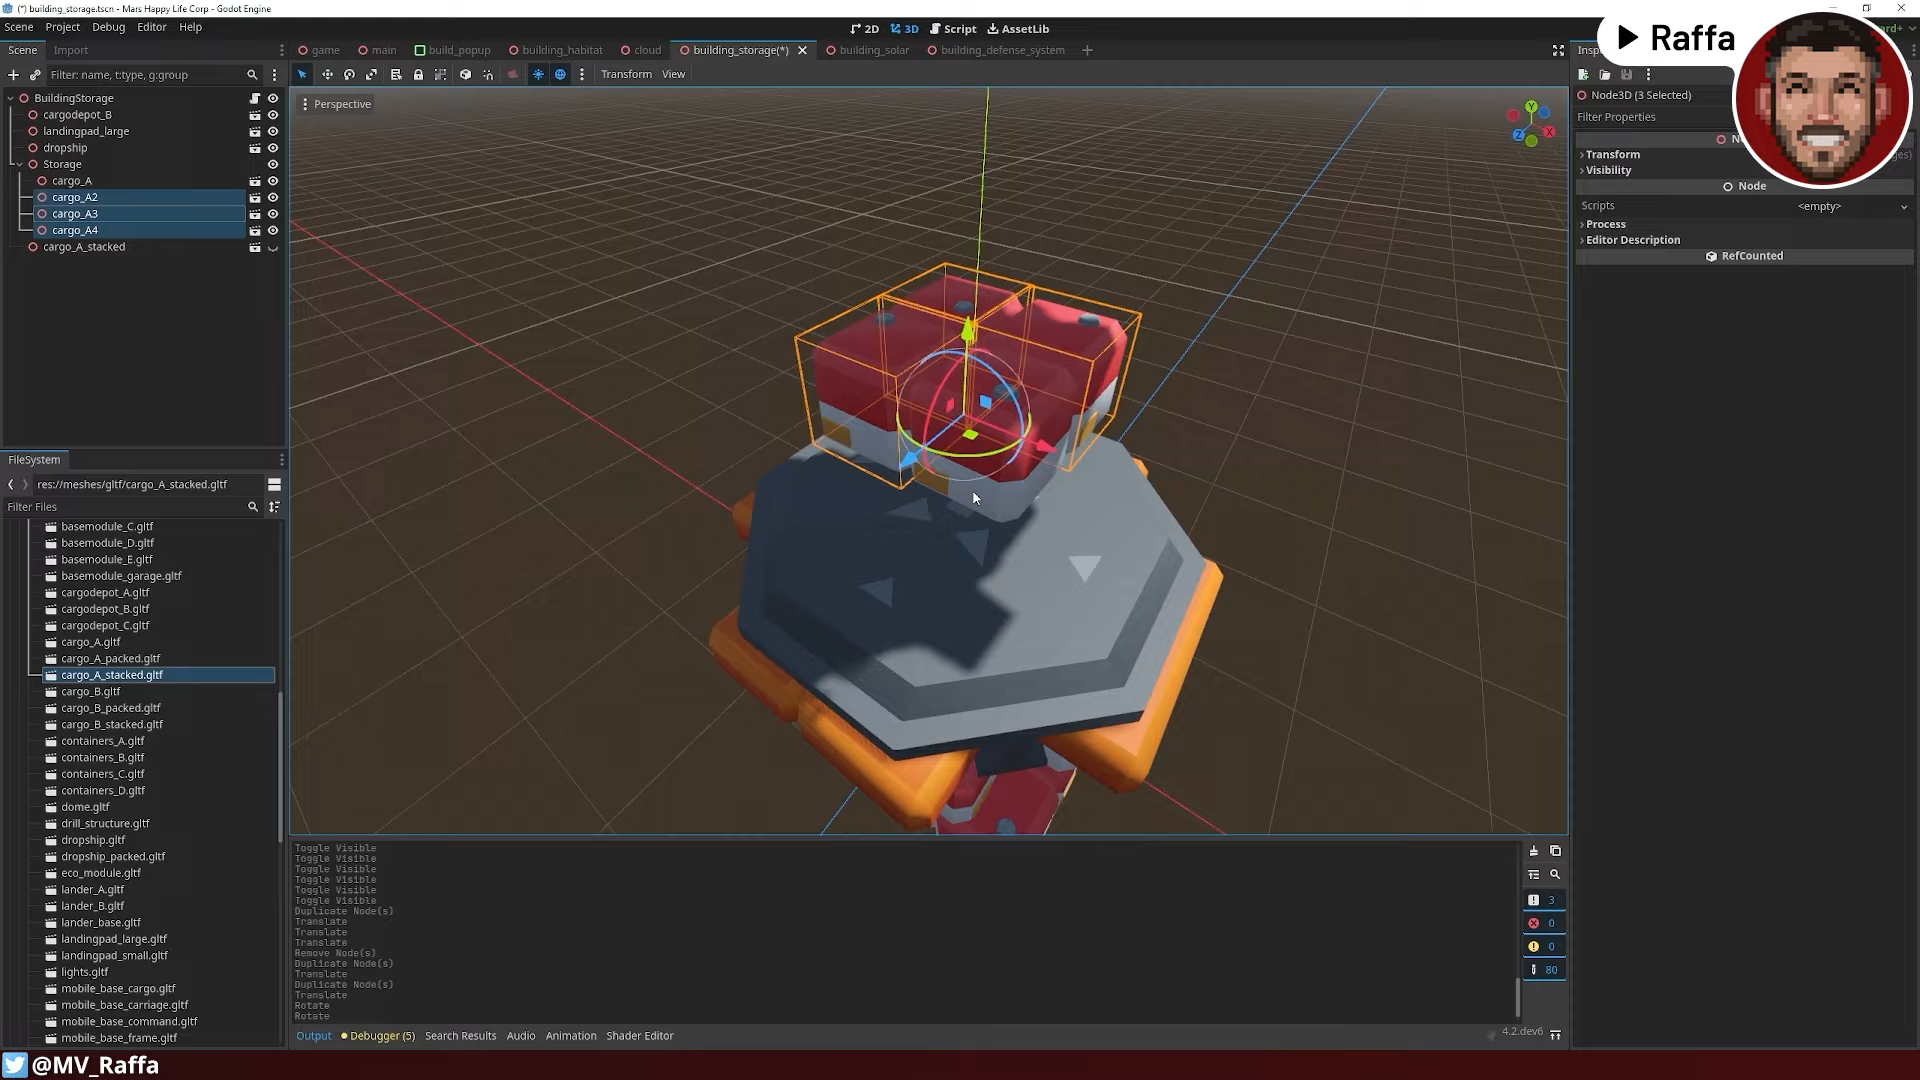 (*) building_storage.tscn - Mars Happy Life Corp - Godot Engine
Scene Project Debug Editor Help
2D 3D Script AssetLib
Raffa
Scene Import
game main build_popup building_habitat cloud building_storage(*) building_solar building_defense_system
Filter: name, t:type, g:group
Transform View
BuildingStorage
cargodepot_B
landingpad_large
dropship
Storage
cargo_A
cargo_A2
cargo_A3
cargo_A4
cargo_A_stacked
Perspective
Y
X
Z
Node3D (3 Selected)
Filter Properties
Transform
Visibility
Node
Scripts <empty>
Process
Editor Description
RefCounted
FileSystem
res://meshes/gltf/cargo_A_stacked.gltf
Filter Files
basemodule_C.gltf
basemodule_D.gltf
basemodule_E.gltf
basemodule_garage.gltf
cargodepot_A.gltf
cargodepot_B.gltf
cargodepot_C.gltf
cargo_A.gltf
cargo_A_packed.gltf
cargo_A_stacked.gltf
cargo_B.gltf
cargo_B_packed.gltf
cargo_B_stacked.gltf
containers_A.gltf
containers_B.gltf
containers_C.gltf
containers_D.gltf
dome.gltf
drill_structure.gltf
dropship.gltf
dropship_packed.gltf
eco_module.gltf
lander_A.gltf
lander_B.gltf
lander_base.gltf
landingpad_large.gltf
landingpad_small.gltf
lights.gltf
mobile_base_cargo.gltf
mobile_base_carriage.gltf
mobile_base_command.gltf
mobile_base_frame.gltf
Toggle Visible
Toggle Visible
Toggle Visible
Toggle Visible
Toggle Visible
Toggle Visible
Duplicate Node(s)
Translate
Translate
Translate
Remove Node(s)
Duplicate Node(s)
Translate
Duplicate Node(s)
Translate
Rotate
Rotate
3
0
0
80
Output Debugger (5) Search Results Audio Animation Shader Editor
4.2.dev6
@MV_Raffa